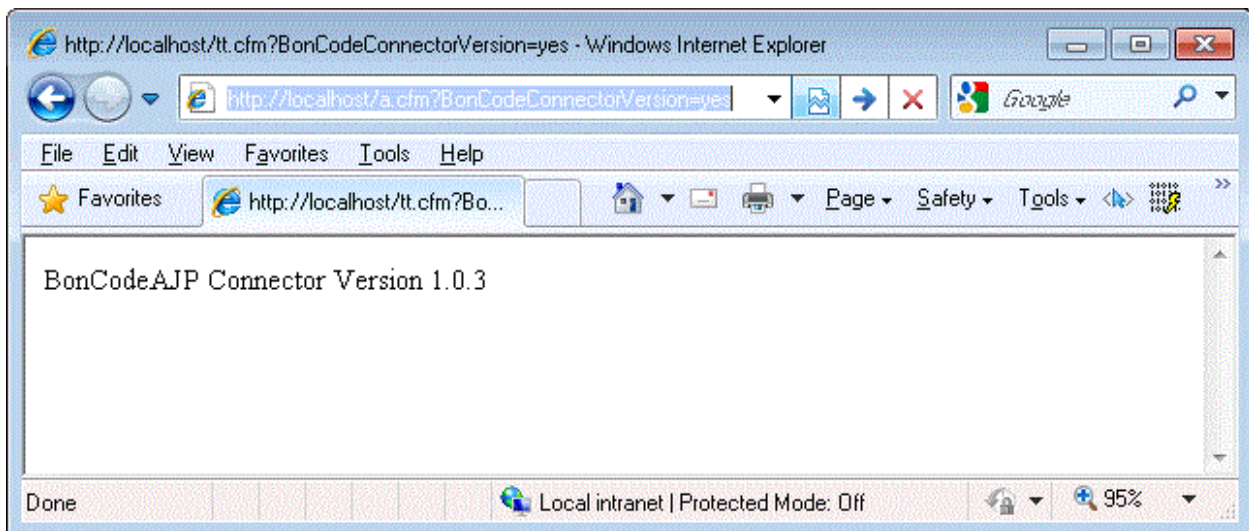 http://localhost/tt.cfm?BonCodeConnectorVersion=yes - Windows Internet Explorer
http://localhost/a.cfm?BonCodeConnectorVersion=yes Google
File Edit View Favorites Tools Help
Favorites http://localhost/tt.cfm?Bo... Page Safety Tools »
BonCodeAJP Connector Version 1.0.3
Done Local intranet | Protected Mode: Off 95%